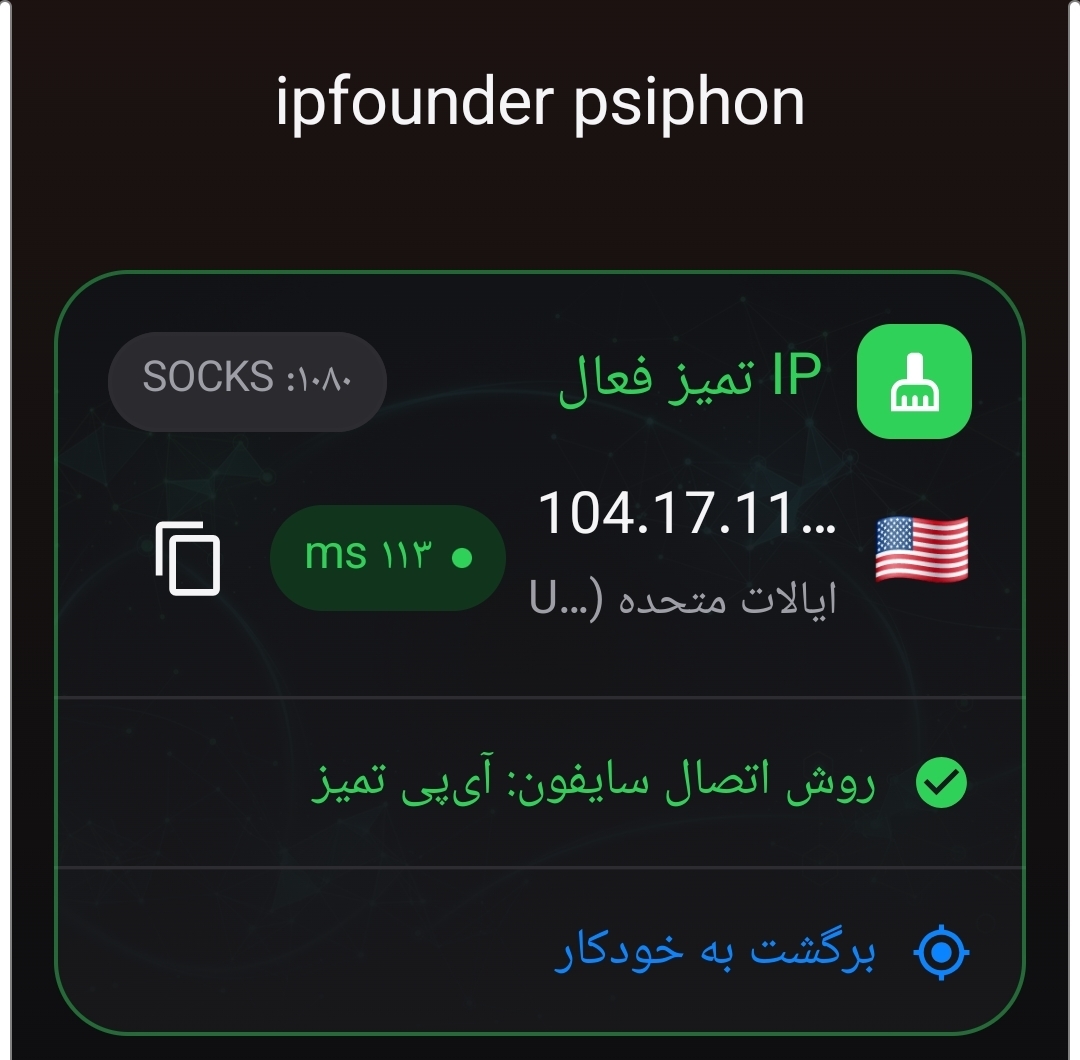 ipfounder psiphon
IP تمیز فعال
SOCKS :۱۰۸۰
104.17.11...
۱۱۳ ms
ایالات متحده (U...
روش اتصال سایفون: آی‌پی تمیز
برگشت به خودکار